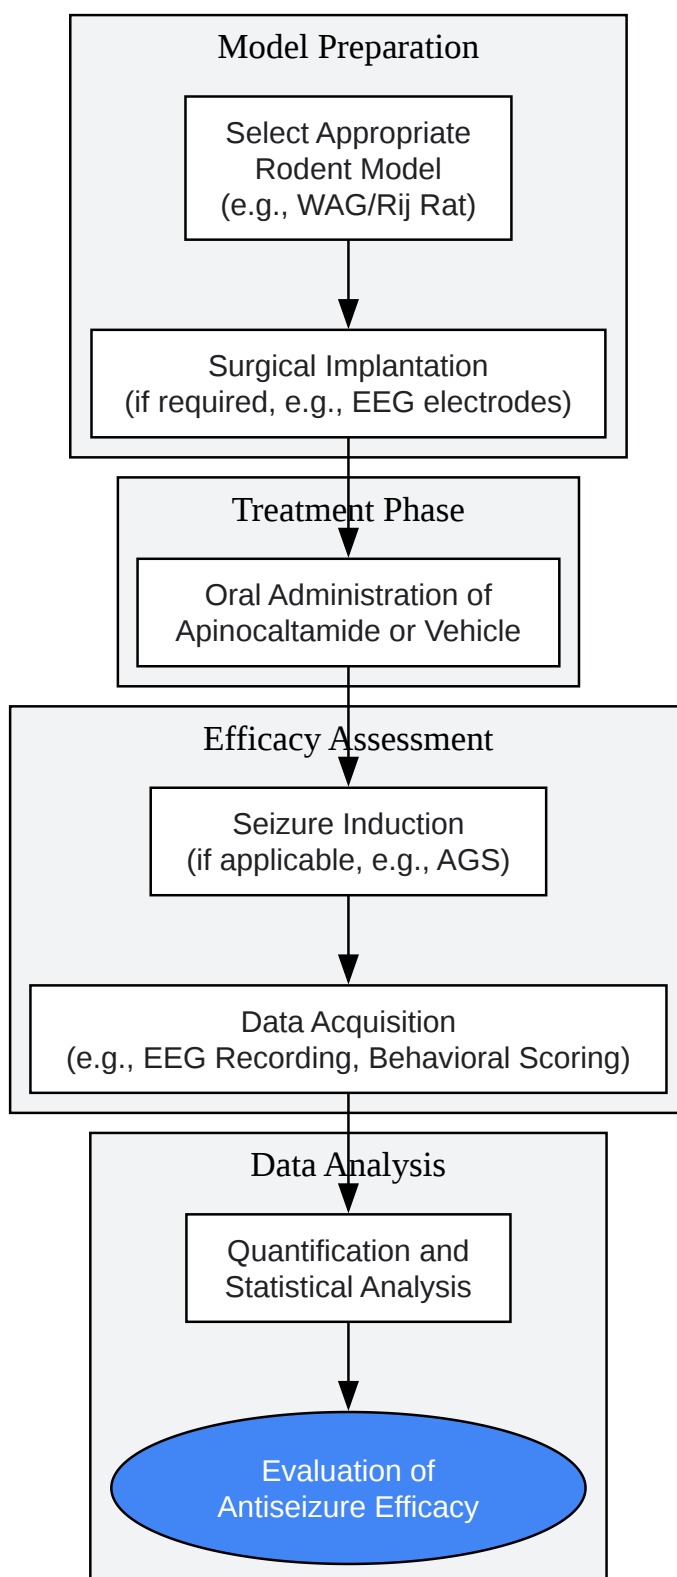 Model Preparation
Select Appropriate
Rodent Model
(e.g., WAG/Rij Rat)
Surgical Implantation
(if required, e.g., EEG electrodes)
Treatment Phase
Oral Administration of
Apinocaltamide or Vehicle
Efficacy Assessment
Seizure Induction
(if applicable, e.g., AGS)
Data Acquisition
(e.g., EEG Recording, Behavioral Scoring)
Data Analysis
Quantification and
Statistical Analysis
Evaluation of
Antiseizure Efficacy